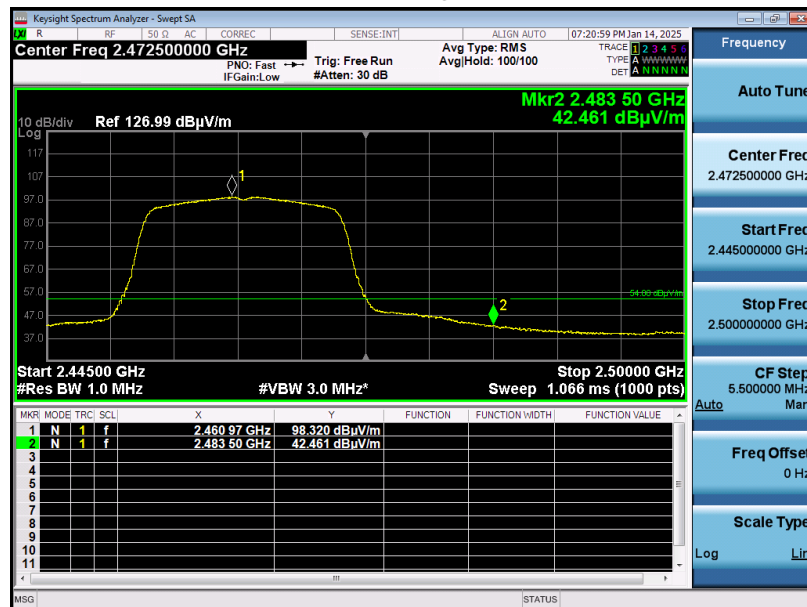 Keysight Spectrum Analyzer - Swept SA
LXI R RF 50 Ω AC CORREC SENSE:INT ALIGN AUTO 07:20:59 PM Jan 14, 2025
Center Freq 2.472500000 GHz
PNO: Fast
IFGain:Low
Trig: Free Run
#Atten: 30 dB
Avg Type: RMS
Avg|Hold: 100/100
TRACE 1 2 3 4 5 6
TYPE A WWWWW
DET A N N N N N
Mkr2 2.483 50 GHz
42.461 dBµV/m
10 dB/div Ref 126.99 dBµV/m
Log
117
107
97.0
87.0
77.0
67.0
57.0
47.0
37.0
1
2
54.00 dBµV/m
Start 2.44500 GHz Stop 2.50000 GHz
#Res BW 1.0 MHz #VBW 3.0 MHz* Sweep 1.066 ms (1000 pts)
MKR MODE TRC SCL X Y FUNCTION FUNCTION WIDTH FUNCTION VALUE
1 N 1 f 2.460 97 GHz 98.320 dBµV/m
2 N 1 f 2.483 50 GHz 42.461 dBµV/m
3
4
5
6
7
8
9
10
11
MSG STATUS
Frequency
Auto Tune
Center Freq
2.472500000 GHz
Start Freq
2.445000000 GHz
Stop Freq
2.500000000 GHz
CF Step
5.500000 MHz
Auto Man
Freq Offset
0 Hz
Scale Type
Log Lin